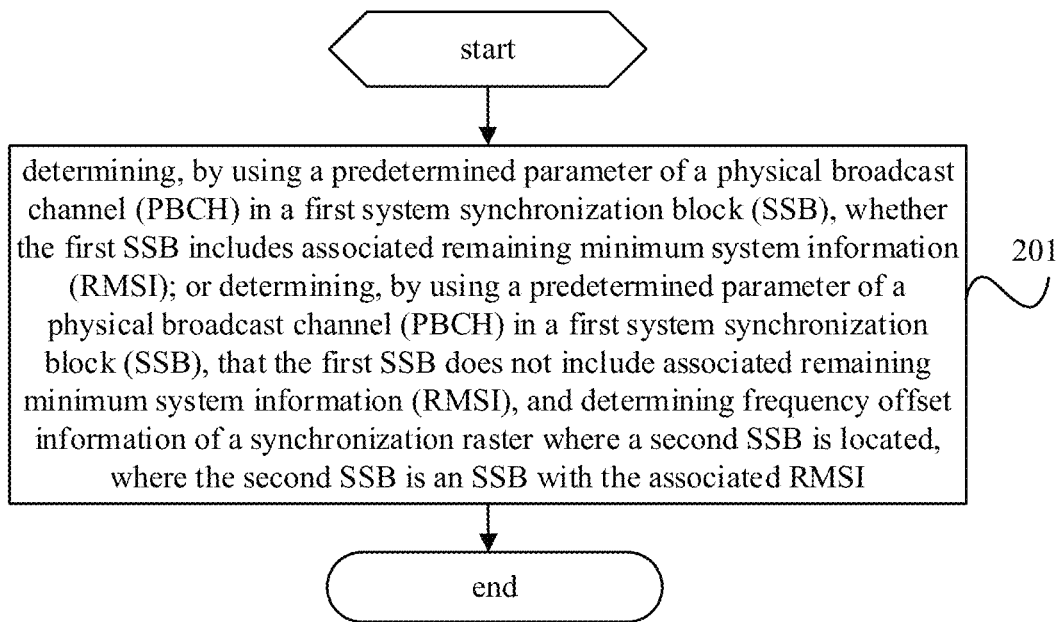 start
determining, by using a predetermined parameter of a physical broadcast
channel (PBCH) in a first system synchronization block (SSB), whether
the first SSB includes associated remaining minimum system information
(RMSI); or determining, by using a predetermined parameter of a
physical broadcast channel (PBCH) in a first system synchronization
block (SSB), that the first SSB does not include associated remaining
minimum system information (RMSI), and determining frequency offset
information of a synchronization raster where a second SSB is located,
where the second SSB is an SSB with the associated RMSI
201
end